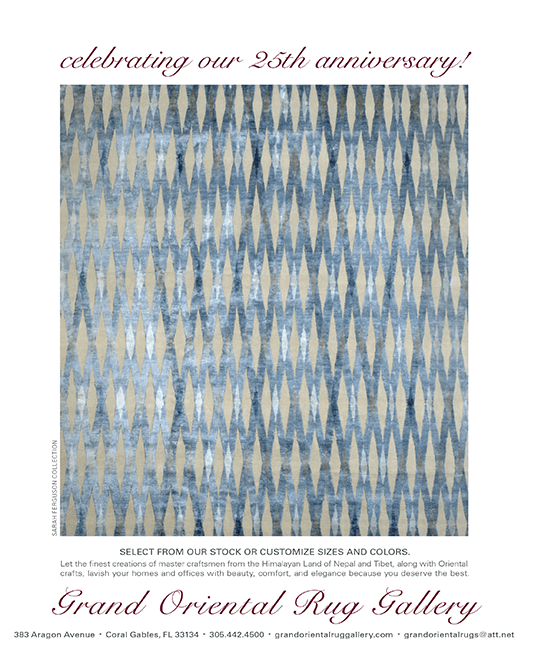 celebrating our 25th anniversary!
SARAH FERGUSON COLLECTION
SELECT FROM OUR STOCK OR CUSTOMIZE SIZES AND COLORS.
Let the finest creations of master craftsmen from the Himalayan Land of Nepal and Tibet, along with Oriental
crafts, lavish your homes and offices with beauty, comfort, and elegance because you deserve the best.
Grand Oriental Rug Gallery
383 Aragon Avenue • Coral Gables, FL 33134 • 305.442.4500 • grandorientalruggallery.com • grandorientalrugs@att.net